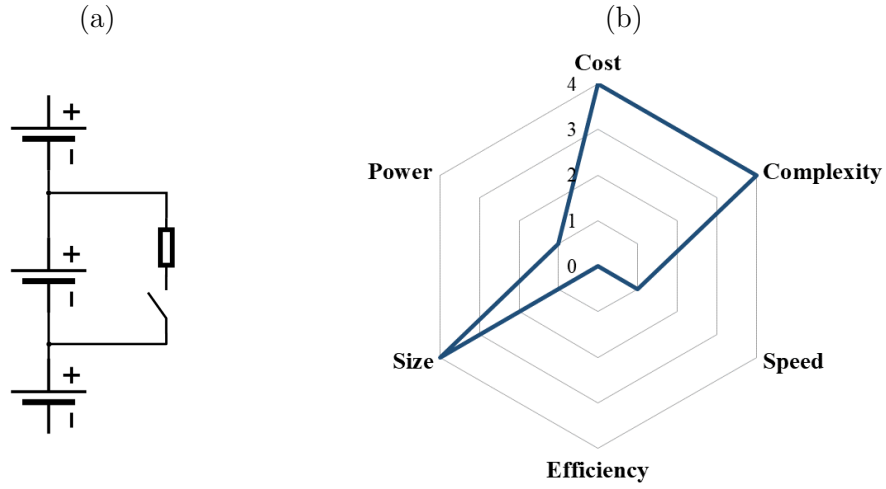 (a)
(b)
Cost
4
3
2
1
0
Power
Complexity
Size
Speed
Efficiency
+
−
+
−
+
−